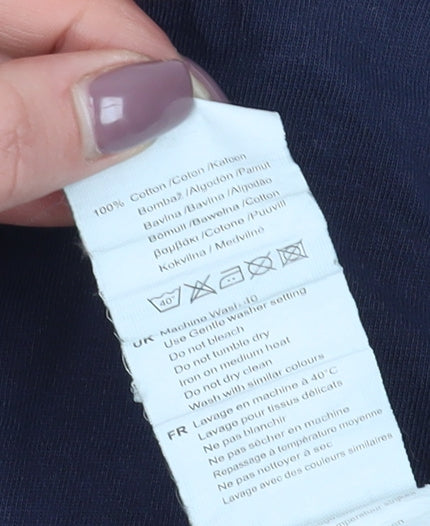 100% Cotton /Coton /Katoen
Bombaž /Algodón /Pamut
Bavlna /Bavlna /Algodão
Bomull /Bawełna /Cotton
βαμβάκι /Cotone /Puuvill
Kokvilna / Medvilnė
40°
UK Machine Wash 40
Use Gentle washer setting
Do not bleach
Do not tumble dry
Iron on medium heat
Do not dry clean
Wash with similar colours
FR Lavage en machine à 40°C
Lavage pour tissus délicats
Ne pas blanchir
Ne pas sécher en machine
Repassage à température moyenne
Ne pas nettoyer à sec
Lavage avec des couleurs similaires